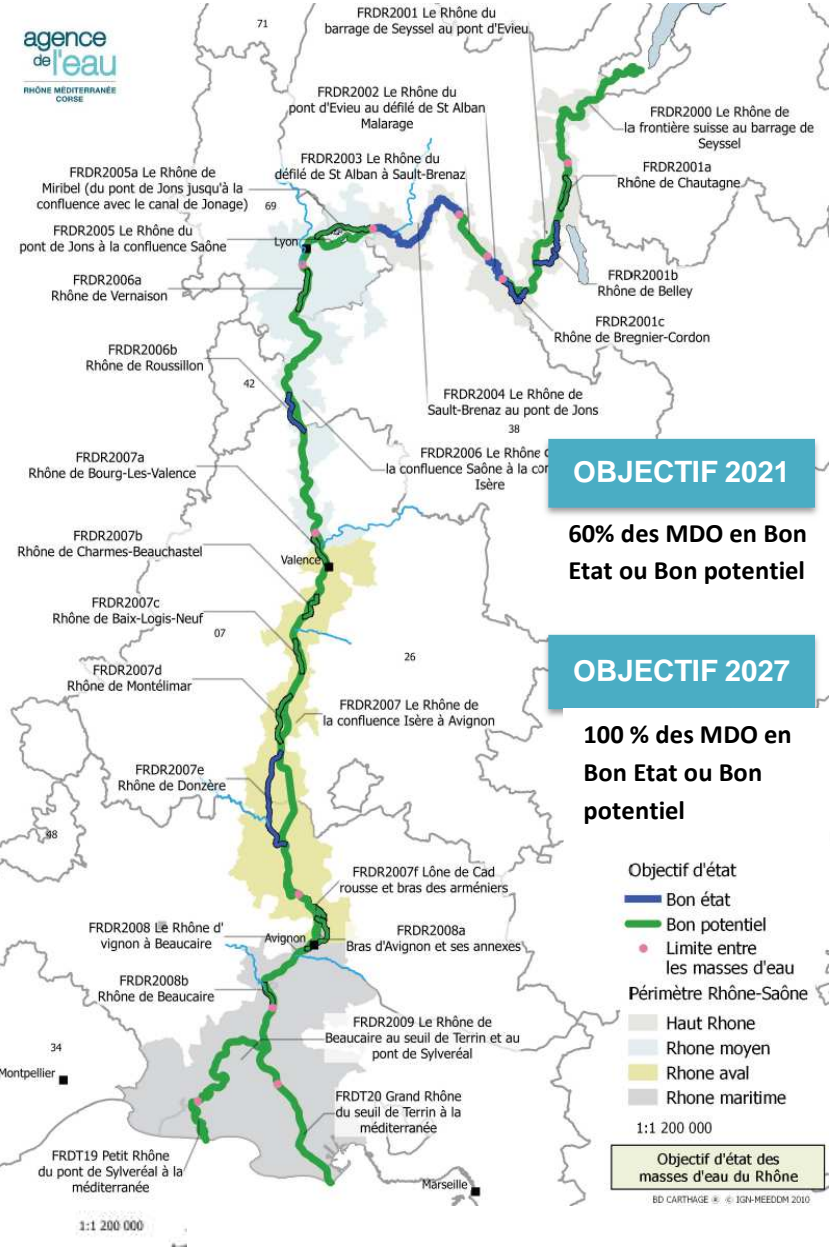 agence
de l'eau
RHÔNE MÉDITERRANÉE
CORSE
71
FRDR2001 Le Rhône du
barrage de Seyssel au pont d'Evieu
FRDR2002 Le Rhône du
pont d'Evieu au défilé de St Alban
Malarage
FRDR2000 Le Rhône de
la frontière suisse au barrage de
Seyssel
FRDR2003 Le Rhône du
défilé de St Alban à Sault-Brenaz
FRDR2001a
Rhône de Chautagne
FRDR2005a Le Rhône de
Miribel (du pont de Jons jusqu'à la
confluence avec le canal de Jonage)
69
FRDR2005 Le Rhône du
pont de Jons à la confluence Saône
Lyon
FRDR2001b
Rhône de Belley
FRDR2006a
Rhône de Vernaison
FRDR2001c
Rhône de Bregnier-Cordon
FRDR2006b
Rhône de Roussillon
42
FRDR2004 Le Rhône de
Sault-Brenaz au pont de Jons
38
FRDR2006 Le Rhône
la confluence Saône à la
Isère
FRDR2007a
Rhône de Bourg-Les-Valence
OBJECTIF 2021
60% des MDO en Bon
Etat ou Bon potentiel
FRDR2007b
Rhône de Charmes-Beauchastel
Valence
FRDR2007c
Rhône de Baix-Logis-Neuf
07
26
OBJECTIF 2027
100 % des MDO en
Bon Etat ou Bon
potentiel
FRDR2007d
Rhône de Montélimar
FRDR2007 Le Rhône de
la confluence Isère à Avignon
FRDR2007e
Rhône de Donzère
48
FRDR2007f Lône de Cad
rousse et bras des arméniers
FRDR2008 Le Rhône d'
vignon à Beaucaire
Avignon
FRDR2008a
Bras d'Avignon et ses annexes
FRDR2008b
Rhône de Beaucaire
FRDR2009 Le Rhône de
Beaucaire au seuil de Terrin et au
pont de Sylveréal
34
Montpellier
FRDT20 Grand Rhône
du seuil de Terrin à la
méditerranée
FRDT19 Petit Rhône
du pont de Sylveréal à la
méditerranée
Marseille
1:1 200 000
Objectif d'état
Bon état
Bon potentiel
Limite entre
les masses d'eau
Périmètre Rhône-Saône
Haut Rhone
Rhone moyen
Rhone aval
Rhone maritime
1:1 200 000
Objectif d'état des
masses d'eau du Rhône
BD CARTHAGE ® © IGN-MEEDDM 2010